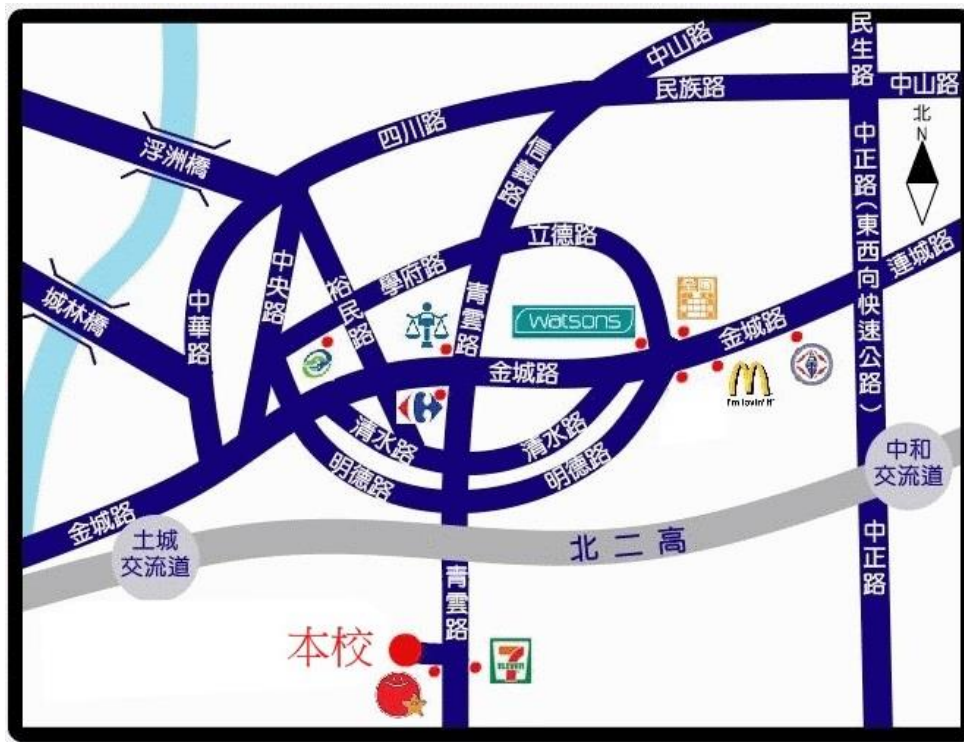 中山路
民生路
民族路
中山路
北
N
四川路
浮洲橋
信義路
中正路(東西向快速公路)
立德路
連城路
中央路
學府路
裕民路
城林橋
中華路
青雲路
watsons
全國
金城路
金城路
I'm lovin' it
清水路
清水路
明德路
明德路
中和
交流道
金城路
土城
交流道
北二高
中正路
青雲路
本校
7
ELEVEN